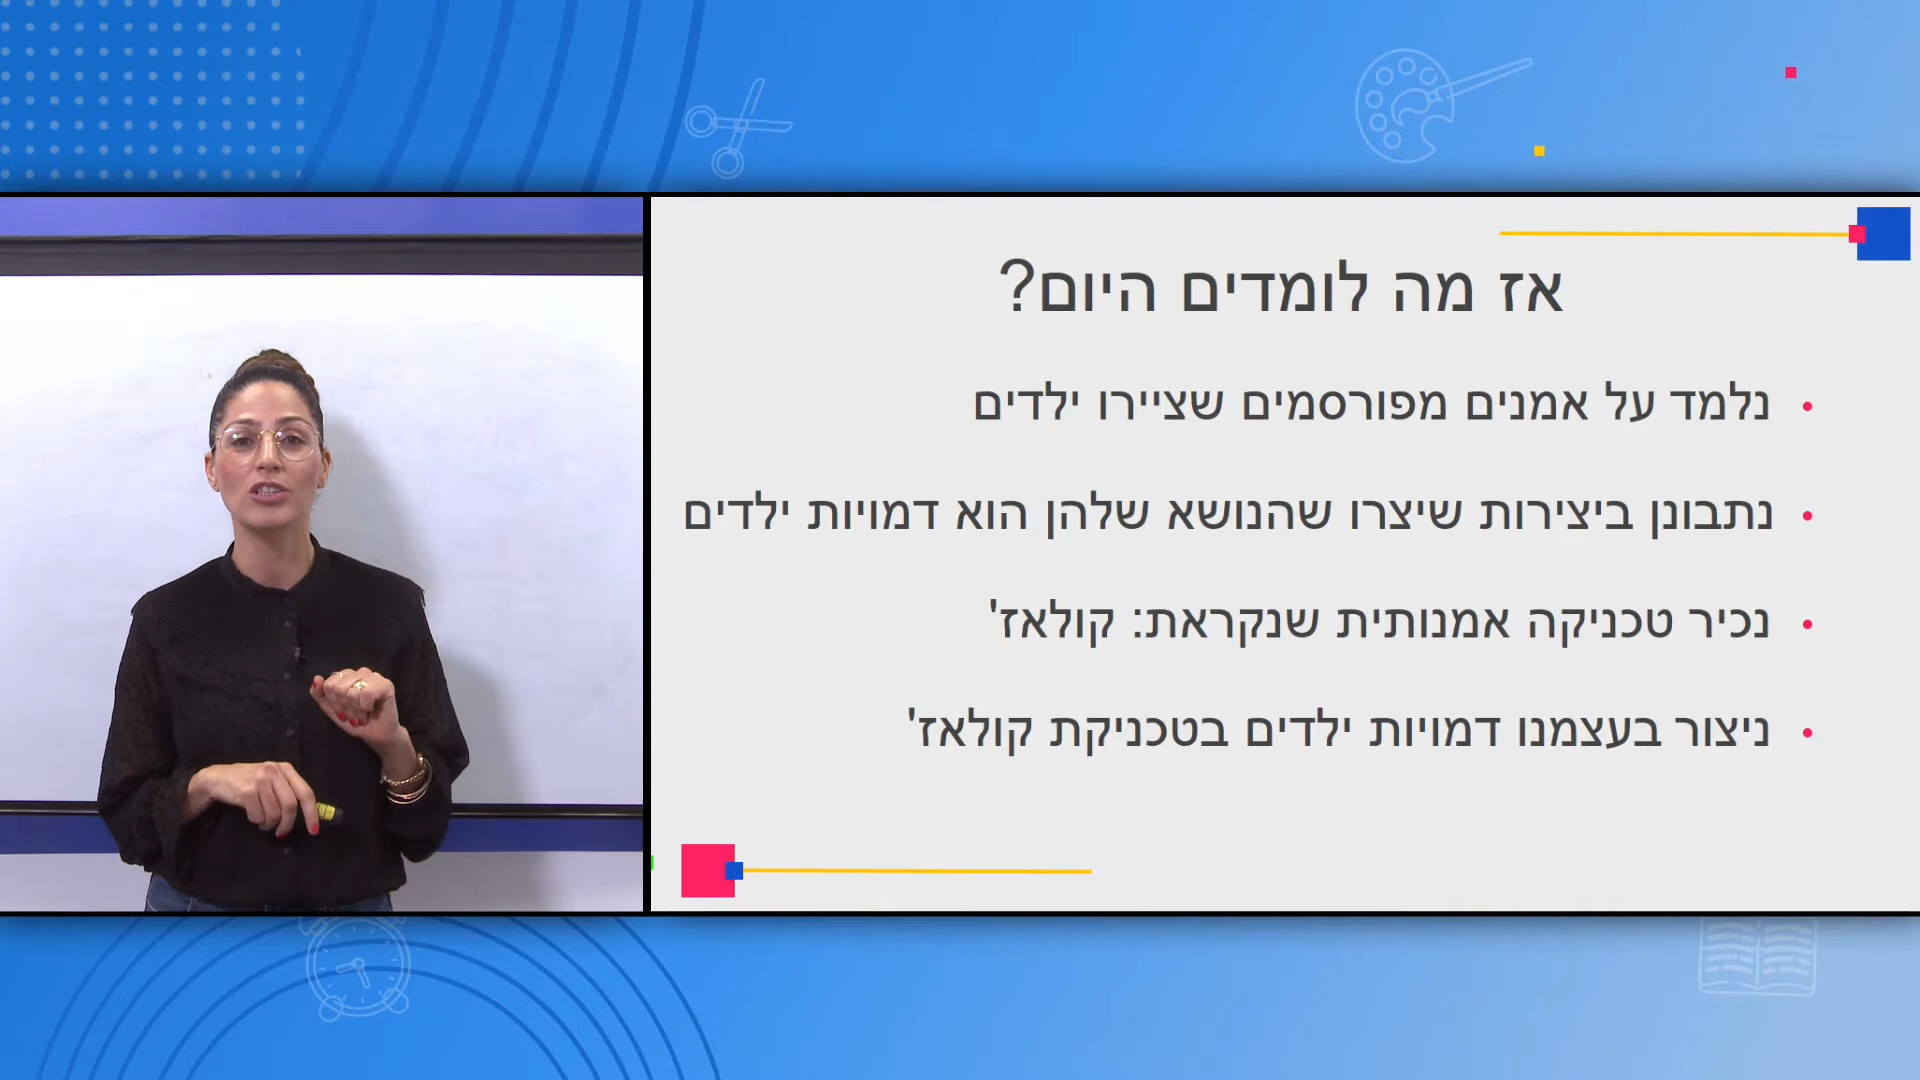 אז מה לומדים היום?
נלמד על אמנים מפורסמים שציירו ילדים
נתבונן ביצירות שיצרו שהנושא שלהן הוא דמויות ילדים
נכיר טכניקה אמנותית שנקראת: קולאז'
ניצור בעצמנו דמויות ילדים בטכניקת קולאז'